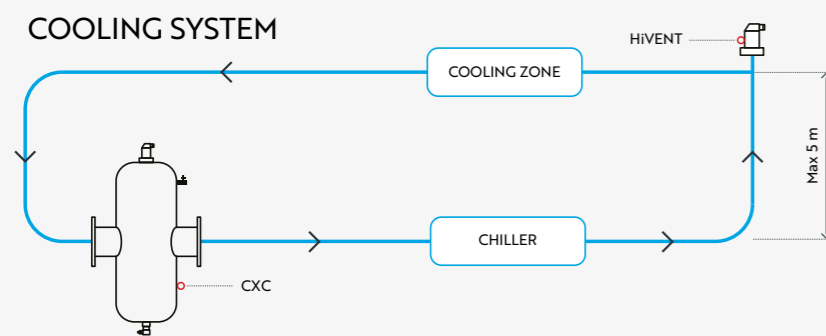 COOLING SYSTEM
HiVENT
COOLING ZONE
Max 5 m
CHILLER
CXC